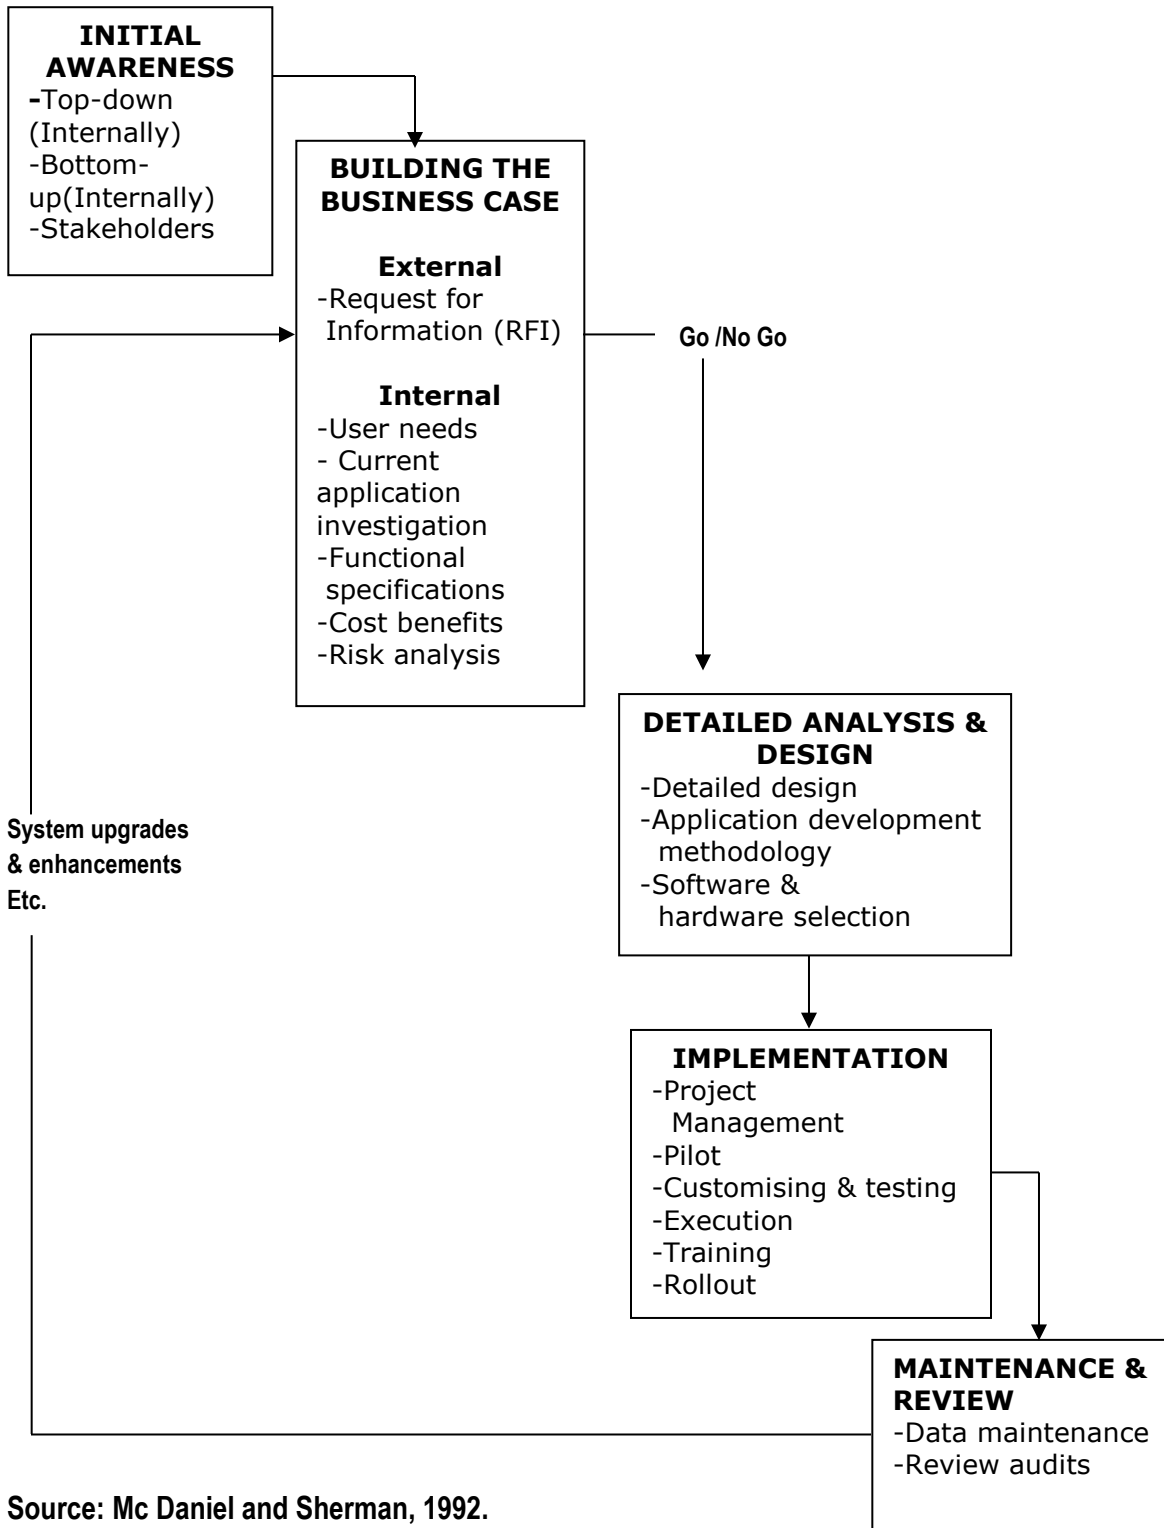 INITIAL
AWARENESS
-Top-down
(Internally)
-Bottom-
up(Internally)
-Stakeholders
BUILDING THE
BUSINESS CASE
External
-Request for
Information (RFI)
Internal
-User needs
- Current
application
investigation
-Functional
specifications
-Cost benefits
-Risk analysis
Go /No Go
DETAILED ANALYSIS &
DESIGN
-Detailed design
-Application development
methodology
-Software &
hardware selection
System upgrades
& enhancements
Etc.
IMPLEMENTATION
-Project
Management
-Pilot
-Customising & testing
-Execution
-Training
-Rollout
MAINTENANCE &
REVIEW
-Data maintenance
-Review audits
Source: Mc Daniel and Sherman, 1992.